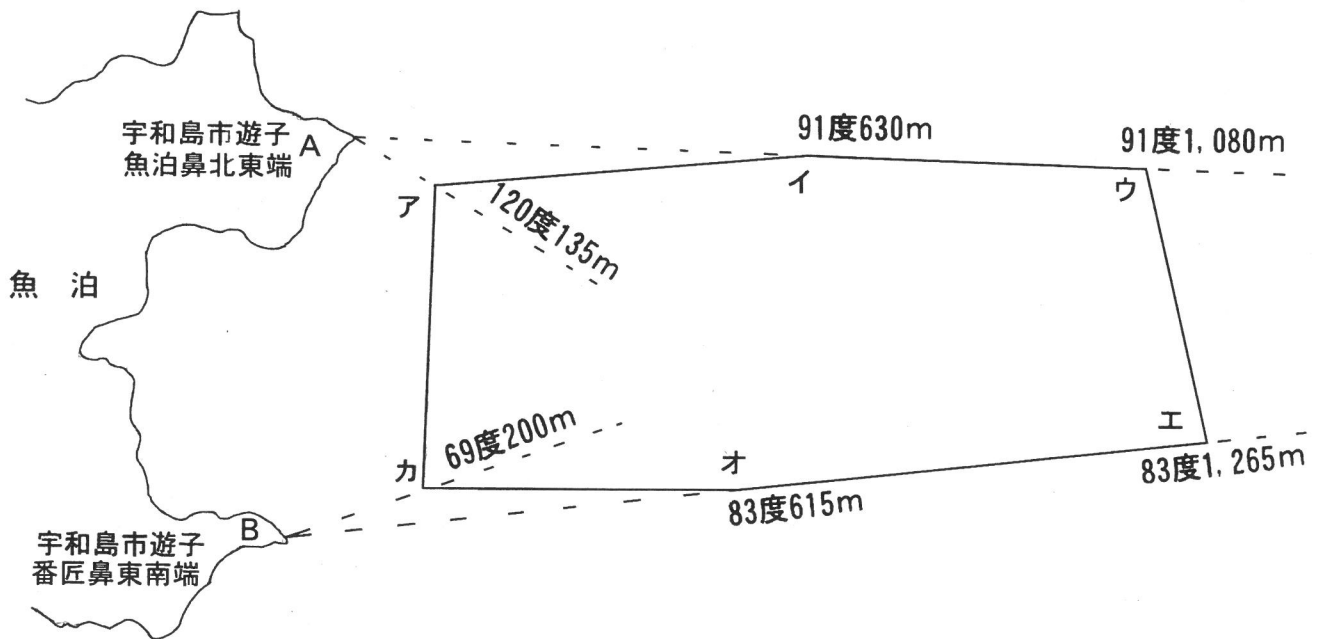 宇和島市遊子
魚泊鼻北東端
A
91度630m
91度1,080m
ア
イ
ウ
120度135m
魚 泊
69度200m
カ
オ
エ
83度615m
83度1,265m
B
宇和島市遊子
番匠鼻東南端